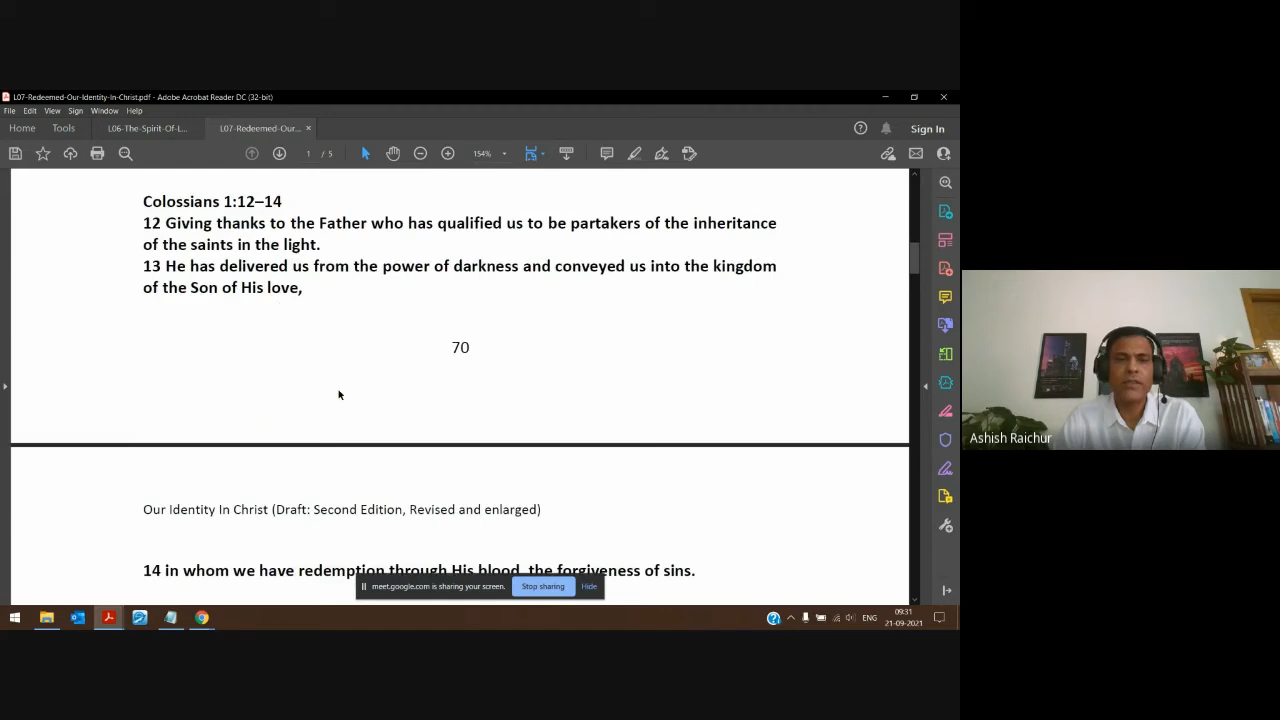 L07-Redeemed-Our-Identity-In-Christ.pdf - Adobe Acrobat Reader DC (32-bit)
File Edit View Sign Window Help
Home Tools L06-The-Spirit-Of-L... L07-Redeemed-Our... × Sign In
1 / 5 154%
Colossians 1:12–14
12 Giving thanks to the Father who has qualified us to be partakers of the inheritance
of the saints in the light.
13 He has delivered us from the power of darkness and conveyed us into the kingdom
of the Son of His love,
70
Ashish Raichur
Our Identity In Christ (Draft: Second Edition, Revised and enlarged)
14 in whom we have redemption through His blood, the forgiveness of sins.
meet.google.com is sharing your screen. Stop sharing Hide
ENG
09:31
21-09-2021